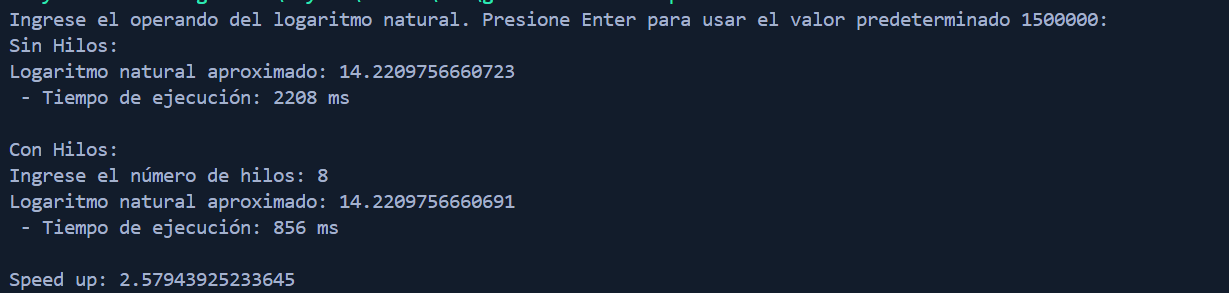 Ingrese el operando del logaritmo natural. Presione Enter para usar el valor predeterminado 1500000:
Sin Hilos:
Logaritmo natural aproximado: 14.2209756660723
 - Tiempo de ejecución: 2208 ms
Con Hilos:
Ingrese el número de hilos: 8
Logaritmo natural aproximado: 14.2209756660691
 - Tiempo de ejecución: 856 ms
Speed up: 2.57943925233645